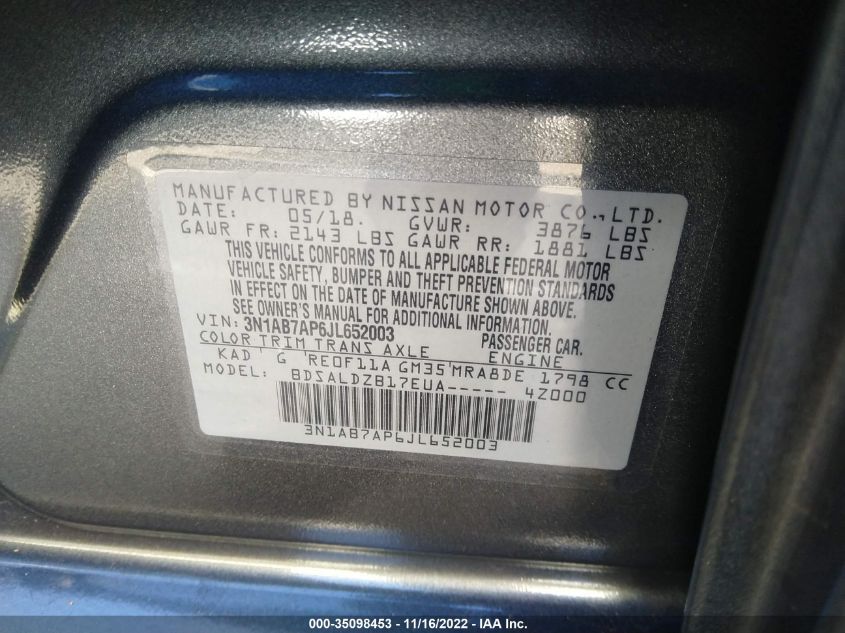 MANUFACTURED BY NISSAN MOTOR CO., LTD.
DATE: 05/18. GVWR: 3876 LBS
GAWR FR: 2143 LBS GAWR RR: 1881 LBS
THIS VEHICLE CONFORMS TO ALL APPLICABLE FEDERAL MOTOR
VEHICLE SAFETY, BUMPER AND THEFT PREVENTION STANDARDS
IN EFFECT ON THE DATE OF MANUFACTURE SHOWN ABOVE.
SEE OWNER'S MANUAL FOR ADDITIONAL INFORMATION.
VIN: 3N1AB7AP6JL652003 PASSENGER CAR.
COLOR TRIM TRANS AXLE ENGINE
KAD ' G 'RE0F11A GM35'MRA8DE 1798 CC
MODEL: BDSALDZB17EUA----- 4Z000
3N1AB7AP6JL652003
000-35098453 - 11/16/2022 - IAA Inc.